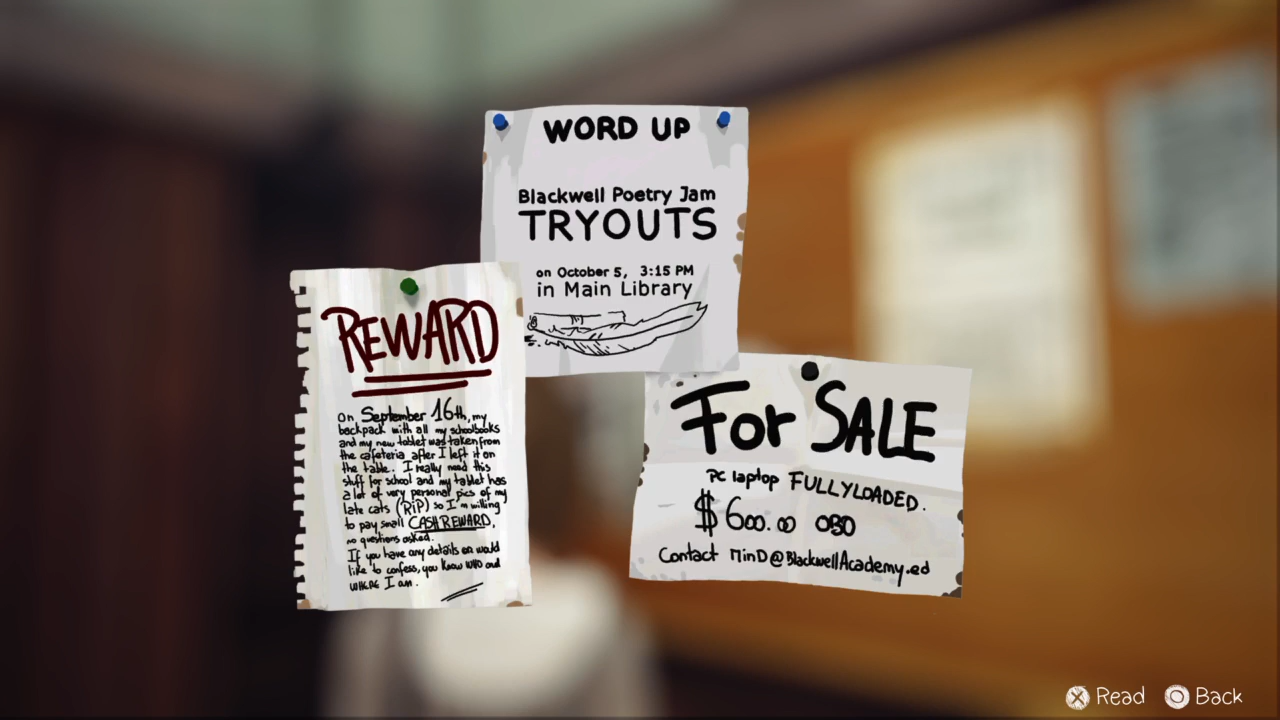 WORD UP
Blackwell Poetry Jam
TRYOUTS
on October 5, 3:15 PM
in Main Library
REWARD
On September 16th, my
backpack with all my schoolbooks
and my new tablet was taken from
the cafeteria after I left it on
the table. I really need this
stuff for school and my tablet has
a lot of very personal pics of my
late cats (RiP) so I'm willing
to pay small CASH REWARD,
no questions asked.
If you have any details or would
like to confess, you know WHO and
WHERE I am.
For SALE
PC laptop FULLYLOADED.
$600.00 OBO
Contact MinD@BlackwellAcademy.ed
Read
Back